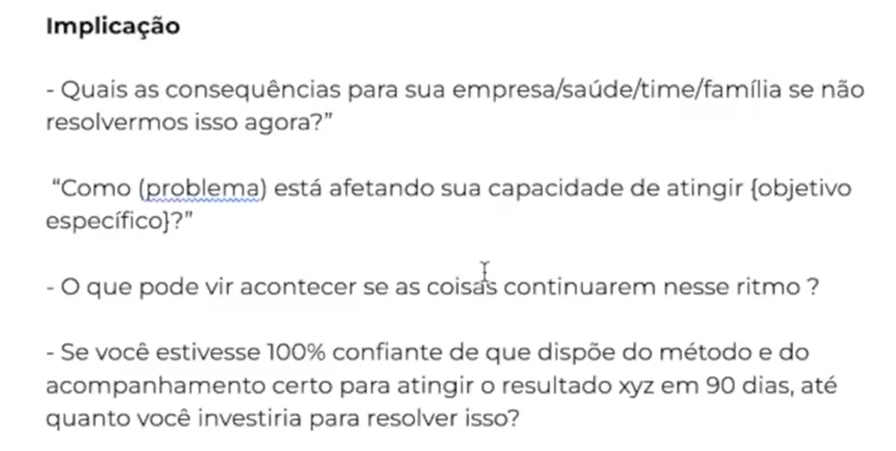 Implicação
- Quais as consequências para sua empresa/saúde/time/família se não
resolvermos isso agora?”
“Como (problema) está afetando sua capacidade de atingir {objetivo
específico}?”
- O que pode vir acontecer se as coisas continuarem nesse ritmo ?
- Se você estivesse 100% confiante de que dispõe do método e do
acompanhamento certo para atingir o resultado xyz em 90 dias, até
quanto você investiria para resolver isso?